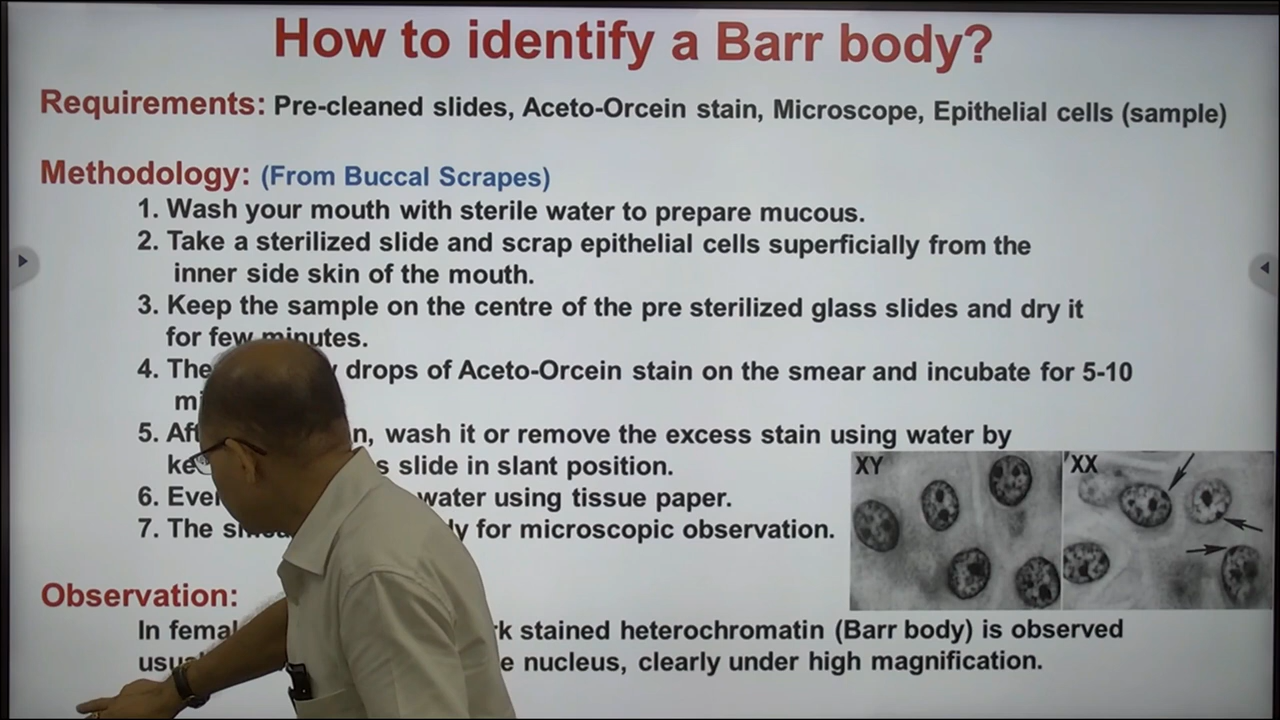 How to identify a Barr body?
Requirements: Pre-cleaned slides, Aceto-Orcein stain, Microscope, Epithelial cells (sample)
Methodology: (From Buccal Scrapes)
1. Wash your mouth with sterile water to prepare mucous.
2. Take a sterilized slide and scrap epithelial cells superficially from the
inner side skin of the mouth.
3. Keep the sample on the centre of the pre sterilized glass slides and dry it
for few minutes.
4. drops of Aceto-Orcein stain on the smear and incubate for 5-10
5. wash it or remove the excess stain using water by
slide in slant position.
6. water using tissue paper.
7. The for microscopic observation.
XY
XX
Observation:
In stained heterochromatin (Barr body) is observed
nucleus, clearly under high magnification.